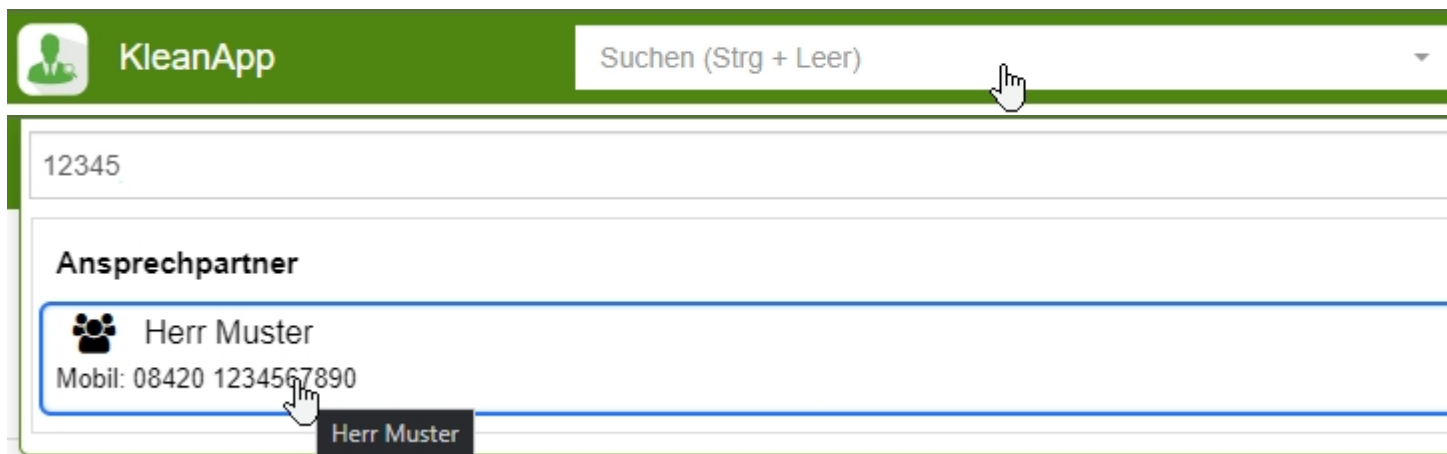 KleanApp
Suchen (Strg + Leer)
12345
Ansprechpartner
Herr Muster
Mobil: 08420 1234567890
Herr Muster